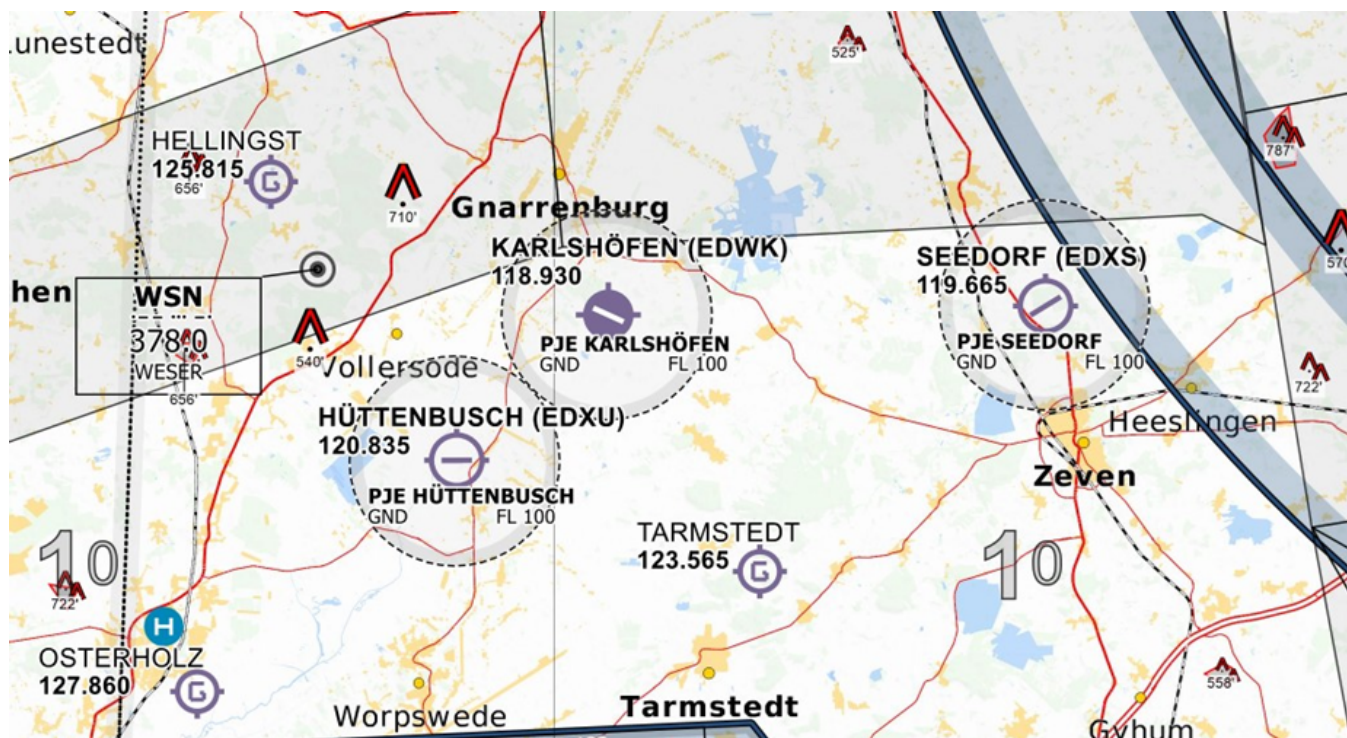 unestedt
525'
HELLINGST
125.815
656'
787'
710'
Gnarrenburg
KARLSHÖFEN (EDWK)
118.930
SEEDORF (EDXS)
119.665
570
hen
WSN
378.0
WESER
656'
540'
Vollersode
PJE KARLSHÖFEN
GND FL 100
PJE SEEDORF
GND FL 100
722'
HÜTTENBUSCH (EDXU)
120.835
Heeslingen
PJE HÜTTENBUSCH
GND FL 100
Zeven
TARMSTEDT
123.565
G
10
10
722'
H
OSTERHOLZ
127.860
G
G
558'
Worpswede
Tarmstedt
Gyhum